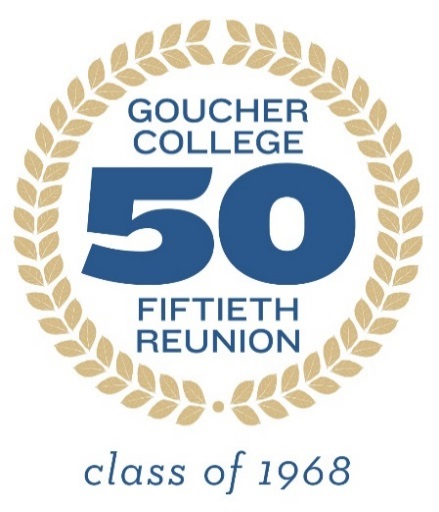 GOUCHER
COLLEGE
50
FIFTIETH
REUNION
class of 1968